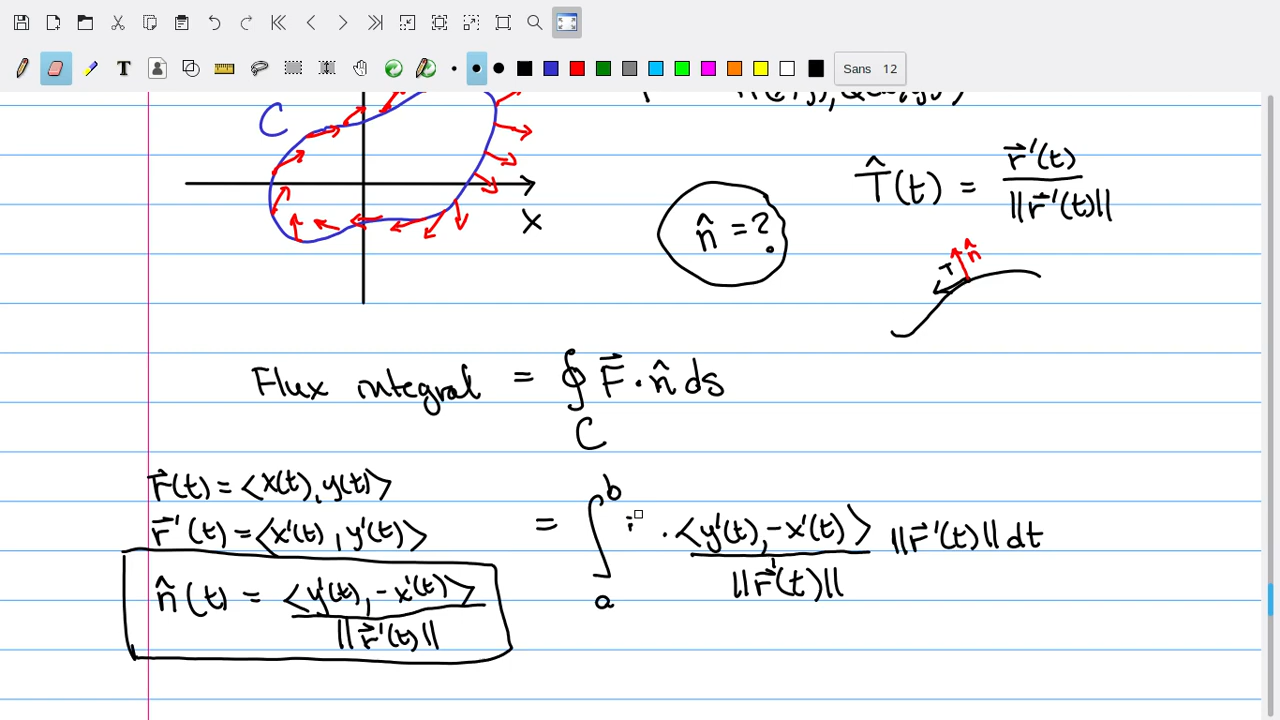 Sans 12
C
x
n̂ = ?
T̂(t) = r⃗'(t) / ||r⃗'(t)||
T n̂
Flux integral = ∮_C F⃗ · n̂ ds
r⃗(t) = ⟨x(t), y(t)⟩
r⃗'(t) = ⟨x'(t), y'(t)⟩
n̂(t) = ⟨y'(t), -x'(t)⟩ / ||r⃗'(t)||
= ∫_a^b · ⟨y'(t), -x'(t)⟩ / ||r⃗'(t)|| ||r⃗'(t)|| dt